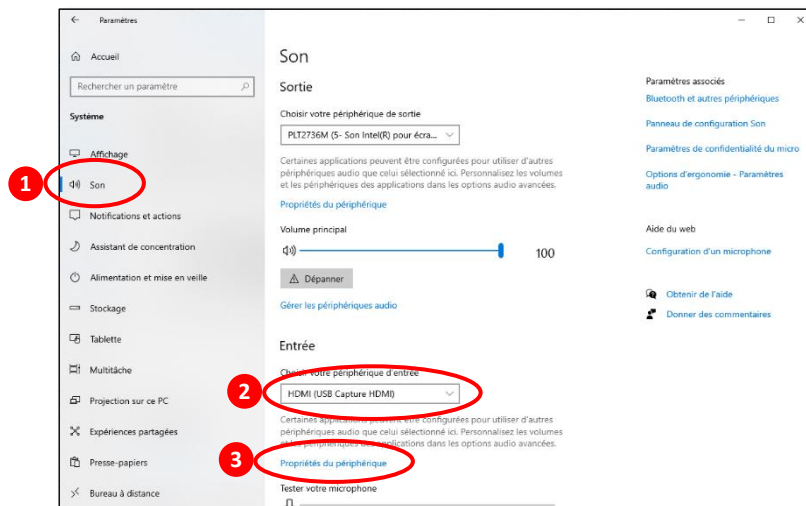 Paramètres
Accueil
Rechercher un paramètre
Système
Affichage
1
Son
Notifications et actions
Assistant de concentration
Alimentation et mise en veille
Stockage
Tablette
Multitâche
Projection sur ce PC
Expériences partagées
Presse-papiers
Bureau à distance
Son
Sortie
Choisir votre périphérique de sortie
PLT2736M (5- Son Intel(R) pour écra...
Certaines applications peuvent être configurées pour utiliser d'autres
périphériques audio que celui sélectionné ici. Personnalisez les volumes
et les périphériques des applications dans les options audio avancées.
Propriétés du périphérique
Volume principal
100
Dépanner
Gérer les périphériques audio
Entrée
Choisir votre périphérique d'entrée
2
HDMI (USB Capture HDMI)
Certaines applications peuvent être configurées pour utiliser d'autres
périphériques audio que celui sélectionné ici. Personnalisez les volumes
et les périphériques des applications dans les options audio avancées.
3
Propriétés du périphérique
Tester votre microphone
Paramètres associés
Bluetooth et autres périphériques
Panneau de configuration Son
Paramètres de confidentialité du micro
Options d'ergonomie - Paramètres
audio
Aide du web
Configuration d'un microphone
Obtenir de l'aide
Donner des commentaires